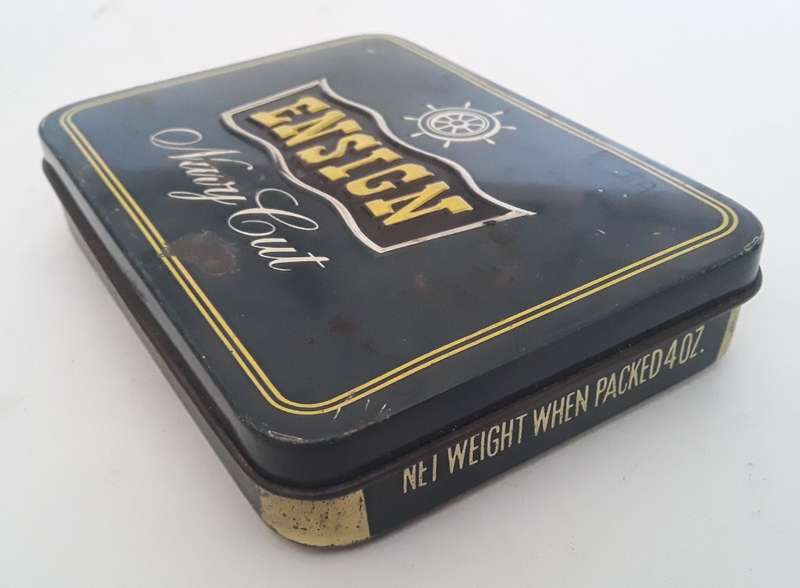 ENSIGN
Navy Cut
NET WEIGHT WHEN PACKED 4 OZ.